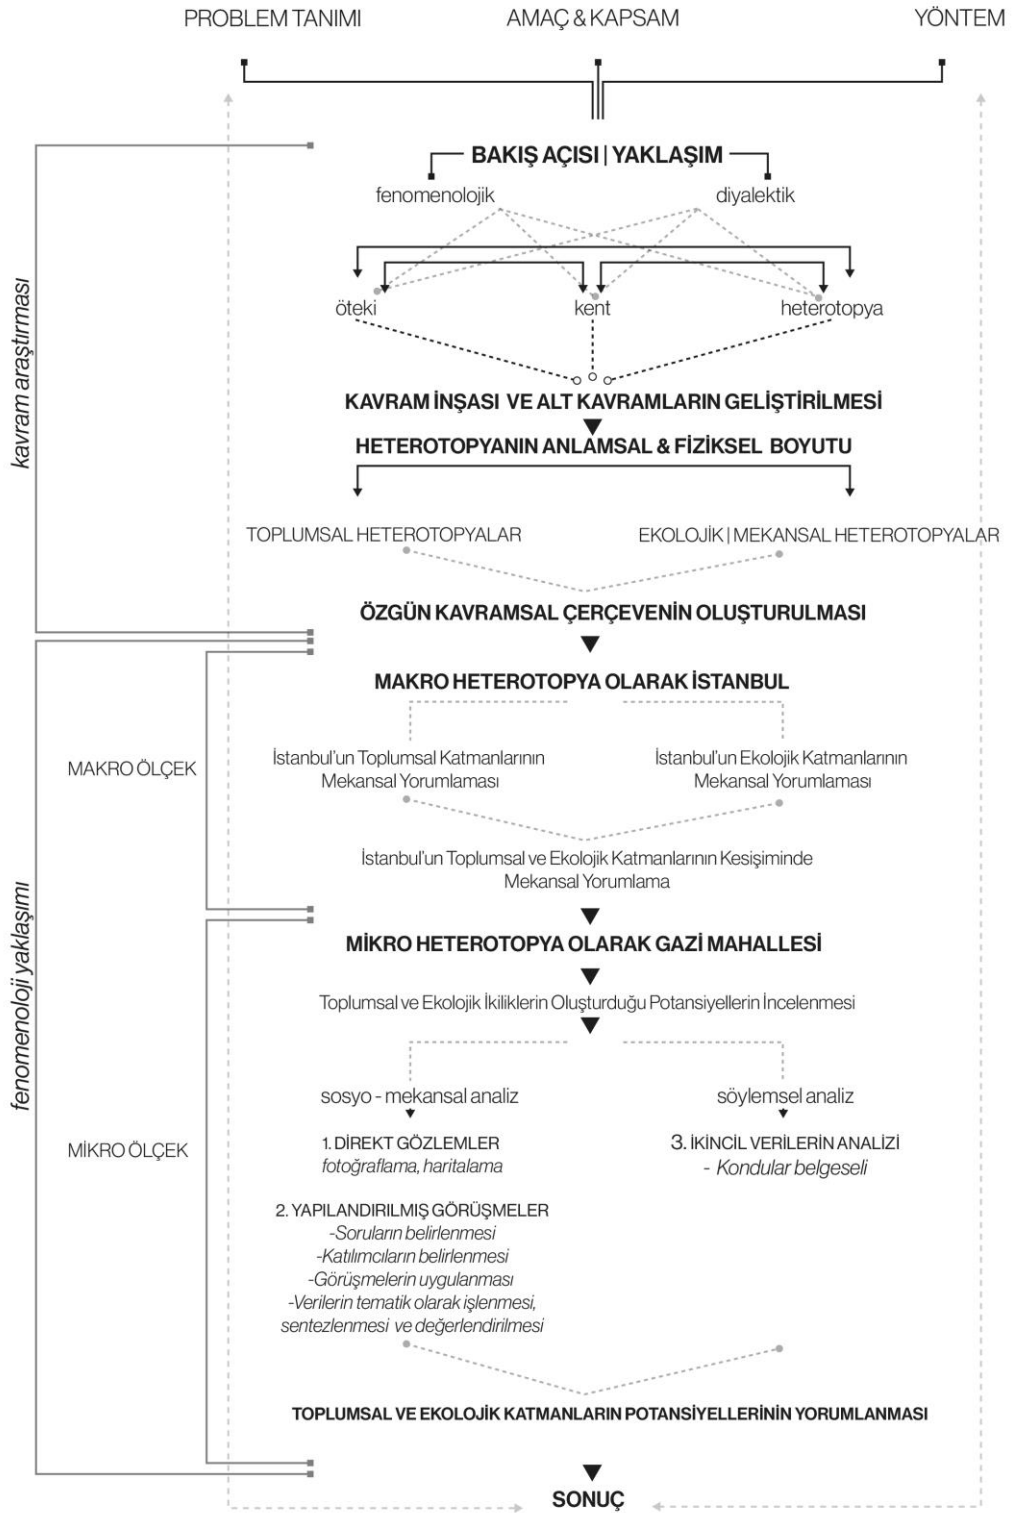 PROBLEM TANIMI
AMAÇ & KAPSAM
YÖNTEM
BAKIŞ AÇISI | YAKLAŞIM
fenomenolojik
diyalektik
öteki
kent
heterotopya
kavram araştırması
KAVRAM İNŞASI VE ALT KAVRAMLARIN GELİŞTİRİLMESİ
HETEROTOPYANIN ANLAMSAL & FİZİKSEL BOYUTU
TOPLUMSAL HETEROTOPYALAR
EKOLOJİK | MEKANSAL HETEROTOPYALAR
ÖZGÜN KAVRAMSAL ÇERÇEVENİN OLUŞTURULMASI
MAKRO HETEROTOPYA OLARAK İSTANBUL
MAKRO ÖLÇEK
İstanbul'un Toplumsal Katmanlarının
Mekansal Yorumlaması
İstanbul'un Ekolojik Katmanlarının
Mekansal Yorumlaması
İstanbul'un Toplumsal ve Ekolojik Katmanlarının Kesişiminde
Mekansal Yorumlama
fenomenoloji yaklaşımı
MİKRO HETEROTOPYA OLARAK GAZİ MAHALLESİ
Toplumsal ve Ekolojik İkiliklerin Oluşturduğu Potansiyellerin İncelenmesi
MİKRO ÖLÇEK
sosyo - mekansal analiz
1. DİREKT GÖZLEMLER
fotoğraflama, haritalama
2. YAPILANDIRILMIŞ GÖRÜŞMELER
-Soruların belirlenmesi
-Katılımcıların belirlenmesi
-Görüşmelerin uygulanması
-Verilerin tematik olarak işlenmesi,
sentezlenmesi ve değerlendirilmesi
söylemsel analiz
3. İKİNCİL VERİLERİN ANALİZİ
- Kondular belgeseli
TOPLUMSAL VE EKOLOJİK KATMANLARIN POTANSİYELLERİNİN YORUMLANMASI
SONUÇ